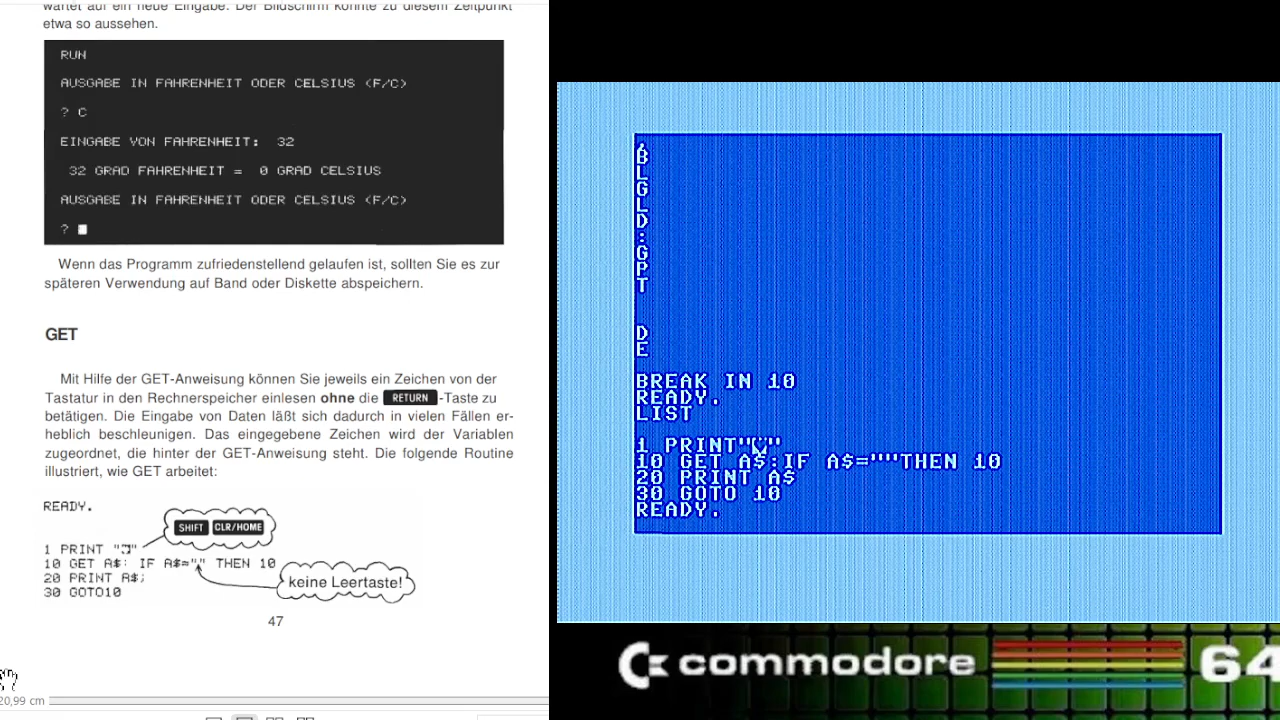 wartet auf ein neue Eingabe. Der Bildschirm könnte zu diesem Zeitpunkt
etwa so aussehen.
RUN
AUSGABE IN FAHRENHEIT ODER CELSIUS (F/C)
? C
EINGABE VON FAHRENHEIT: 32
32 GRAD FAHRENHEIT = 0 GRAD CELSIUS
AUSGABE IN FAHRENHEIT ODER CELSIUS (F/C)
?
Wenn das Programm zufriedenstellend gelaufen ist, sollten Sie es zur
späteren Verwendung auf Band oder Diskette abspeichern.
GET
Mit Hilfe der GET-Anweisung können Sie jeweils ein Zeichen von der
Tastatur in den Rechnerspeicher einlesen ohne die RETURN -Taste zu
betätigen. Die Eingabe von Daten läßt sich dadurch in vielen Fällen er-
heblich beschleunigen. Das eingegebene Zeichen wird der Variablen
zugeordnet, die hinter der GET-Anweisung steht. Die folgende Routine
illustriert, wie GET arbeitet:
READY.
SHIFT CLR/HOME
1 PRINT "♥"
10 GET A$: IF A$="" THEN 10
keine Leertaste!
20 PRINT A$;
30 GOTO10
47
20,99 cm
B
L
G
L
D
:
G
P
T
D
E
BREAK IN 10
READY.
LIST
1 PRINT"♥"
10 GET A$:IF A$=""THEN 10
20 PRINT A$
30 GOTO 10
READY.
commodore 64